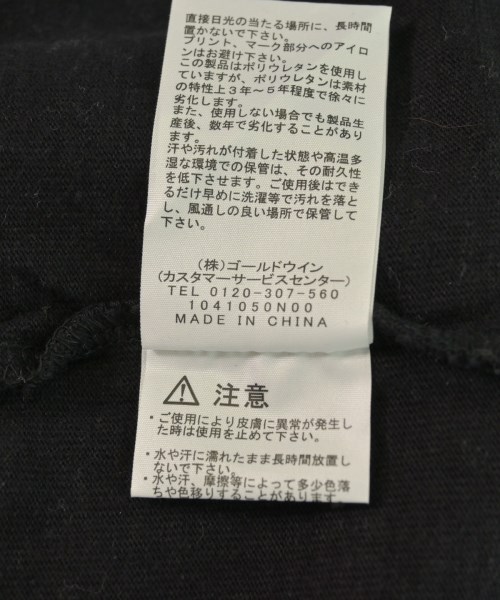 直接日光の当たる場所に、長時間
置かないで下さい。
プリント、マーク部分へのアイロ
ンはお避け下さい。
この製品はポリウレタンを使用し
ていますが、ポリウレタンは素材
の特性上３年～５年程度で徐々に
劣化します。
また、使用しない場合でも製品生
産後、数年で劣化することがあり
ます。
汗や汚れが付着した状態や高温多
湿な環境での保管は、その耐久性
を低下させます。ご使用後はでき
るだけ早めに洗濯等で汚れを落と
し、風通しの良い場所で保管して
下さい。
(株)ゴールドウイン
(カスタマーサービスセンター)
TEL 0120-307-560
1041050N00
MADE IN CHINA
注意
・ご使用により皮膚に異常が発生し
た時は使用を止めて下さい。
・水や汗に濡れたまま長時間放置し
ないで下さい。
・水や汗、摩擦等によって多少色落
ちや色移りすることがあります。